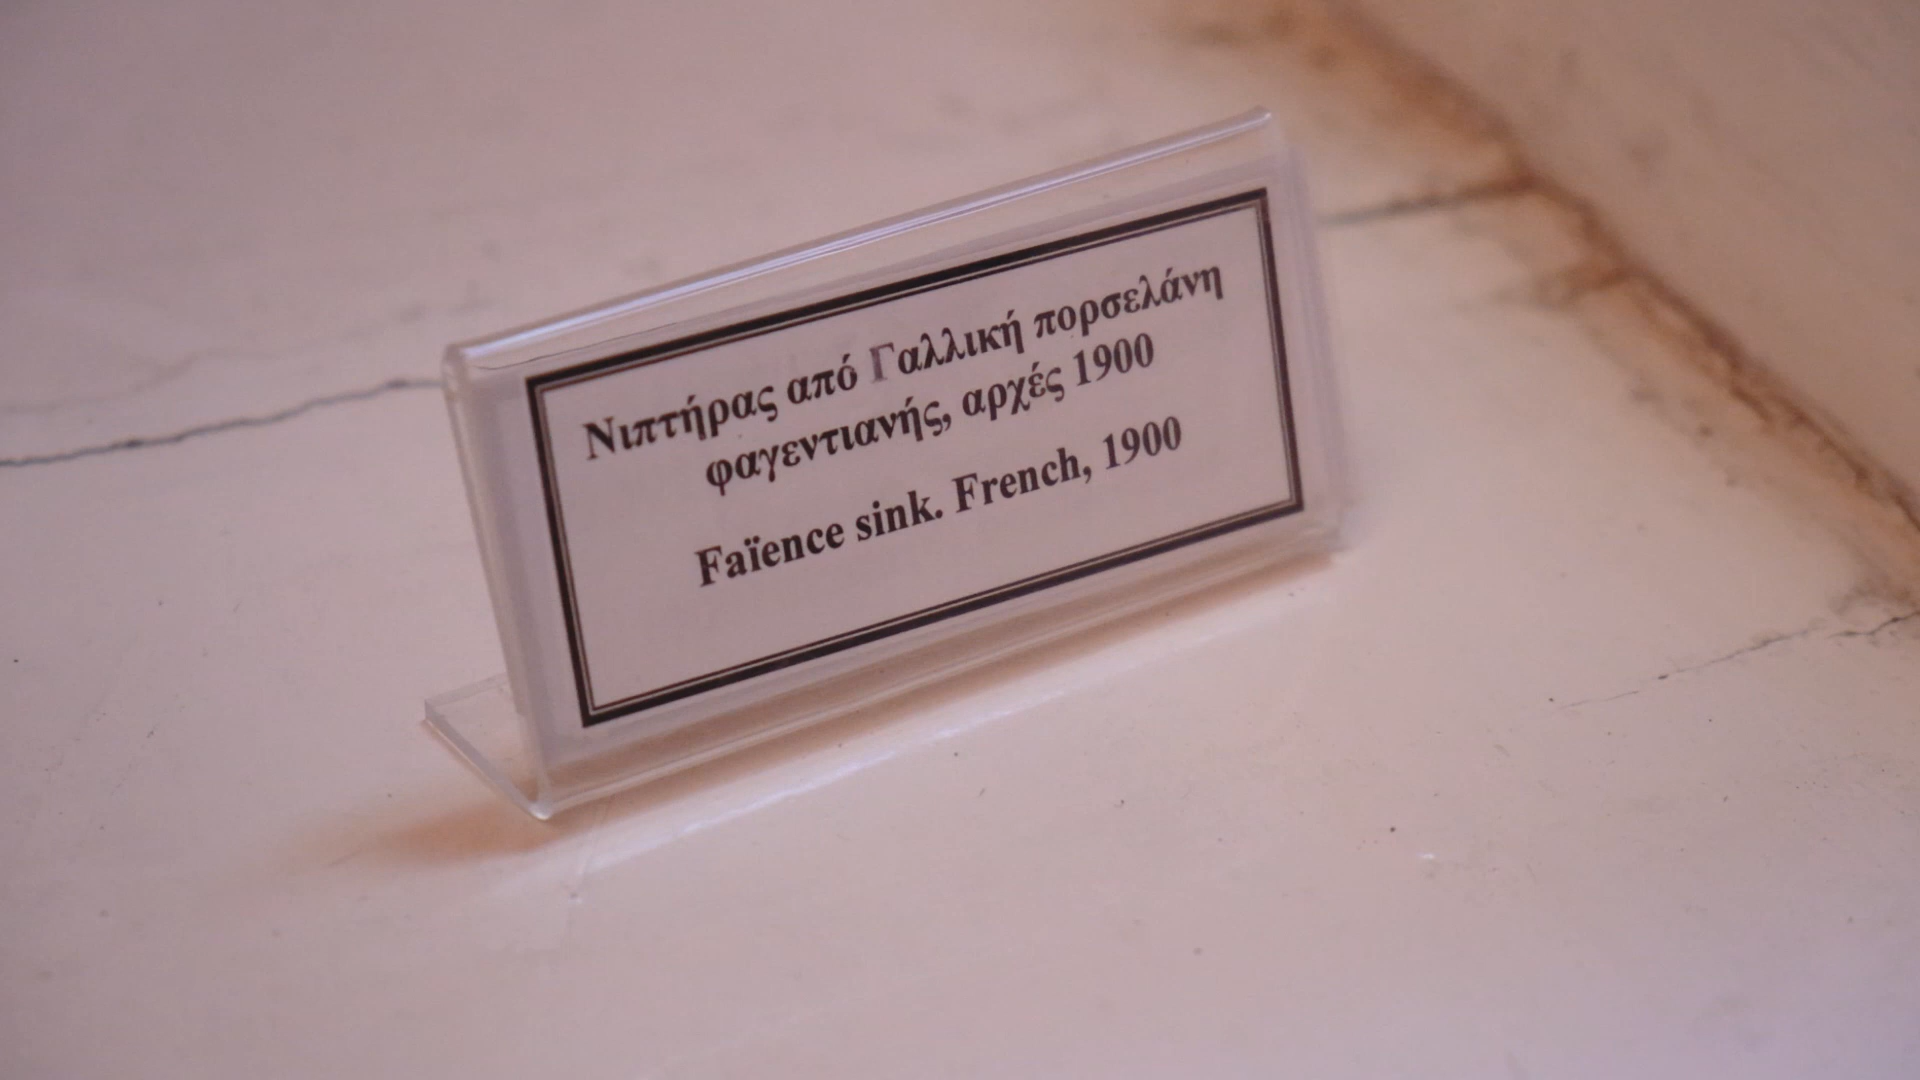 Νιπτήρας από Γαλλική πορσελάνη
φαγεντιανής, αρχές 1900
Faïence sink. French, 1900